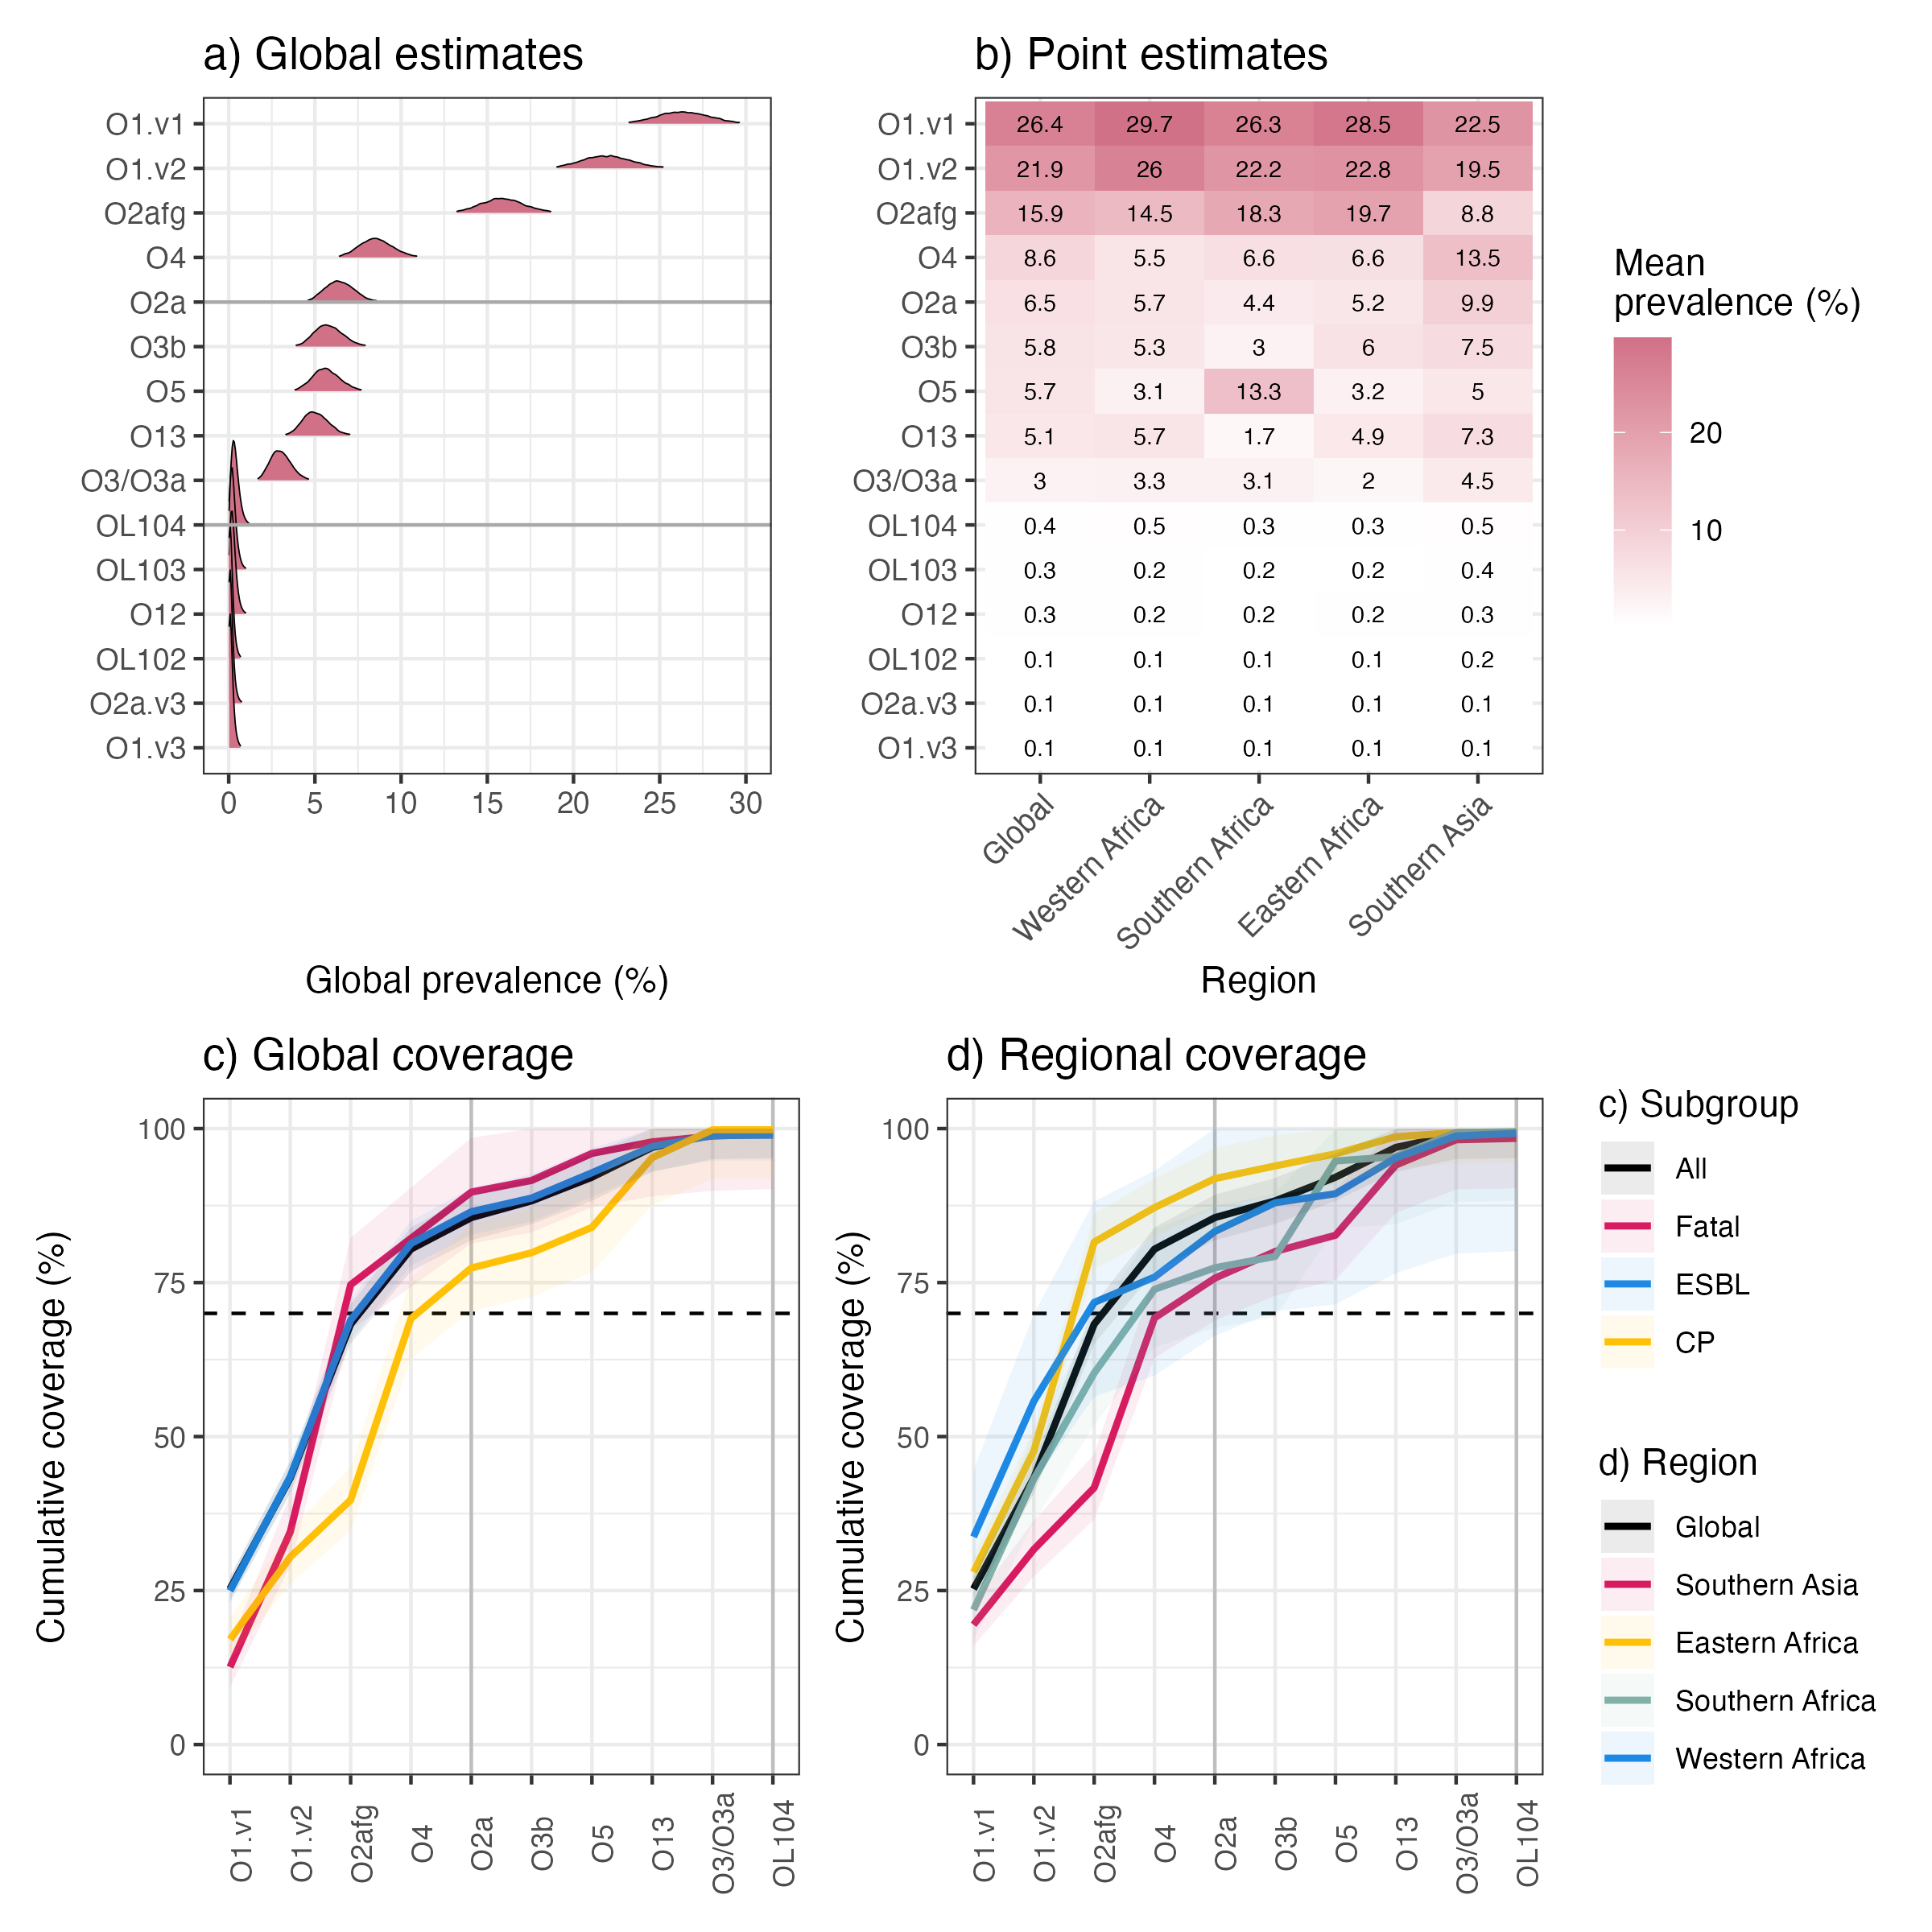 a) Global estimates
O1.v1
O1.v2
O2afg
O4
O2a
O3b
O5
O13
O3/O3a
OL104
OL103
O12
OL102
O2a.v3
O1.v3
0 5 10 15 20 25 30
Global prevalence (%)
b) Point estimates
O1.v1 26.4 29.7 26.3 28.5 22.5
O1.v2 21.9 26 22.2 22.8 19.5
O2afg 15.9 14.5 18.3 19.7 8.8
O4 8.6 5.5 6.6 6.6 13.5
O2a 6.5 5.7 4.4 5.2 9.9
O3b 5.8 5.3 3 6 7.5
O5 5.7 3.1 13.3 3.2 5
O13 5.1 5.7 1.7 4.9 7.3
O3/O3a 3 3.3 3.1 2 4.5
OL104 0.4 0.5 0.3 0.3 0.5
OL103 0.3 0.2 0.2 0.2 0.4
O12 0.3 0.2 0.2 0.2 0.3
OL102 0.1 0.1 0.1 0.1 0.2
O2a.v3 0.1 0.1 0.1 0.1 0.1
O1.v3 0.1 0.1 0.1 0.1 0.1
Global
Western Africa
Southern Africa
Eastern Africa
Southern Asia
Region
Mean
prevalence (%)
20
10
c) Global coverage
Cumulative coverage (%)
100
75
50
25
0
O1.v1
O1.v2
O2afg
O4
O2a
O3b
O5
O13
O3/O3a
OL104
d) Regional coverage
Cumulative coverage (%)
100
75
50
25
0
O1.v1
O1.v2
O2afg
O4
O2a
O3b
O5
O13
O3/O3a
OL104
c) Subgroup
All
Fatal
ESBL
CP
d) Region
Global
Southern Asia
Eastern Africa
Southern Africa
Western Africa